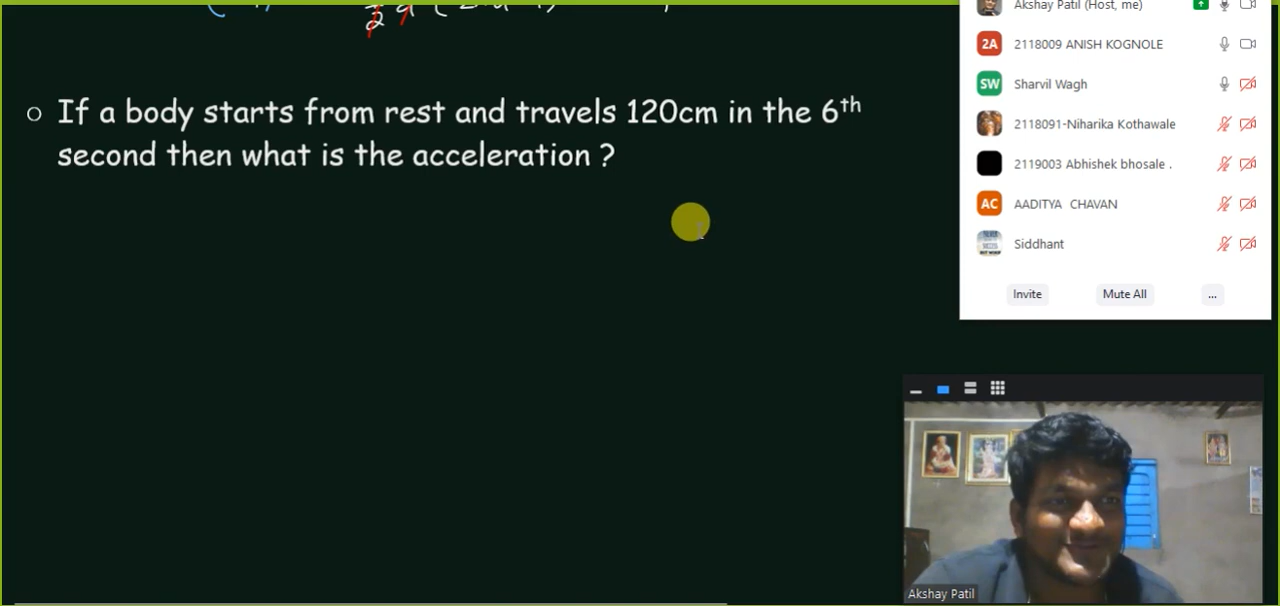 Akshay Patil (Host, me)
2A 2118009 ANISH KOGNOLE
SW Sharvil Wagh
2118091-Niharika Kothawale
2119003 Abhishek bhosale .
AC AADITYA CHAVAN
Siddhant
Invite Mute All ...
○ If a body starts from rest and travels 120cm in the 6th
second then what is the acceleration ?
Akshay Patil